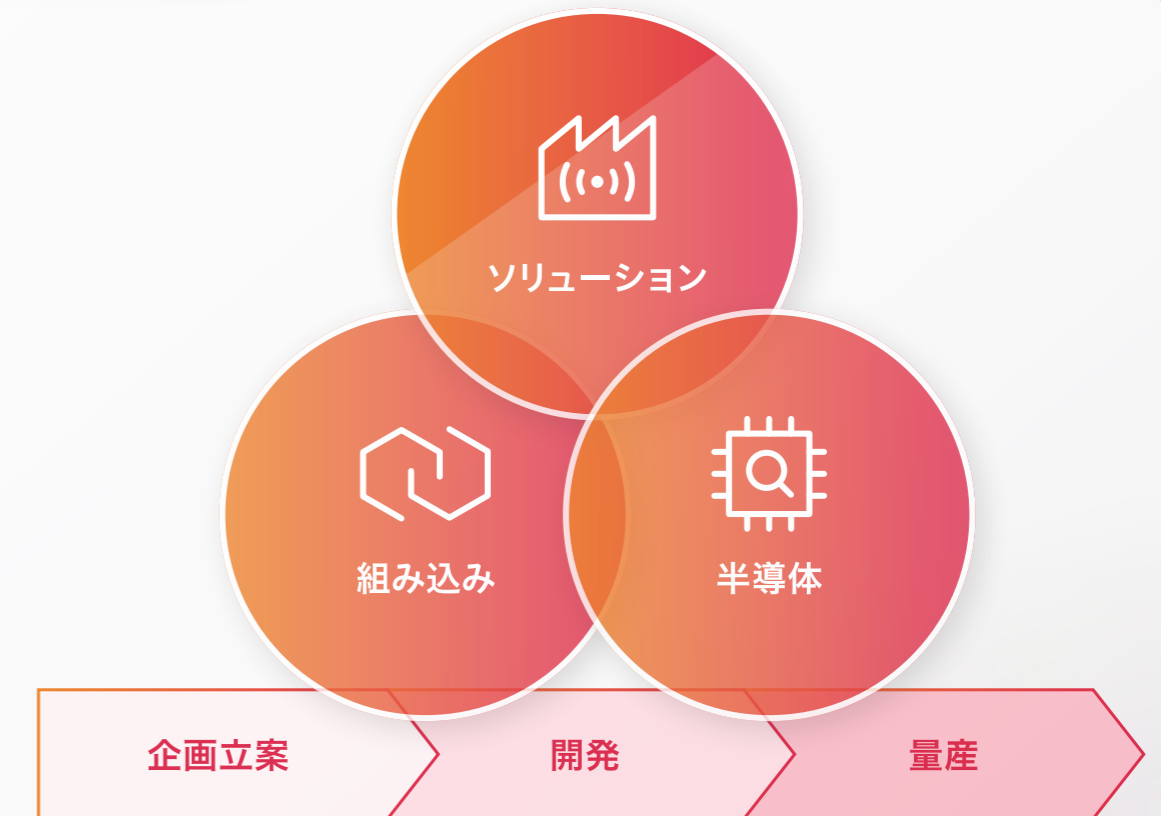 ソリューション
組み込み
半導体
企画立案
開発
量産